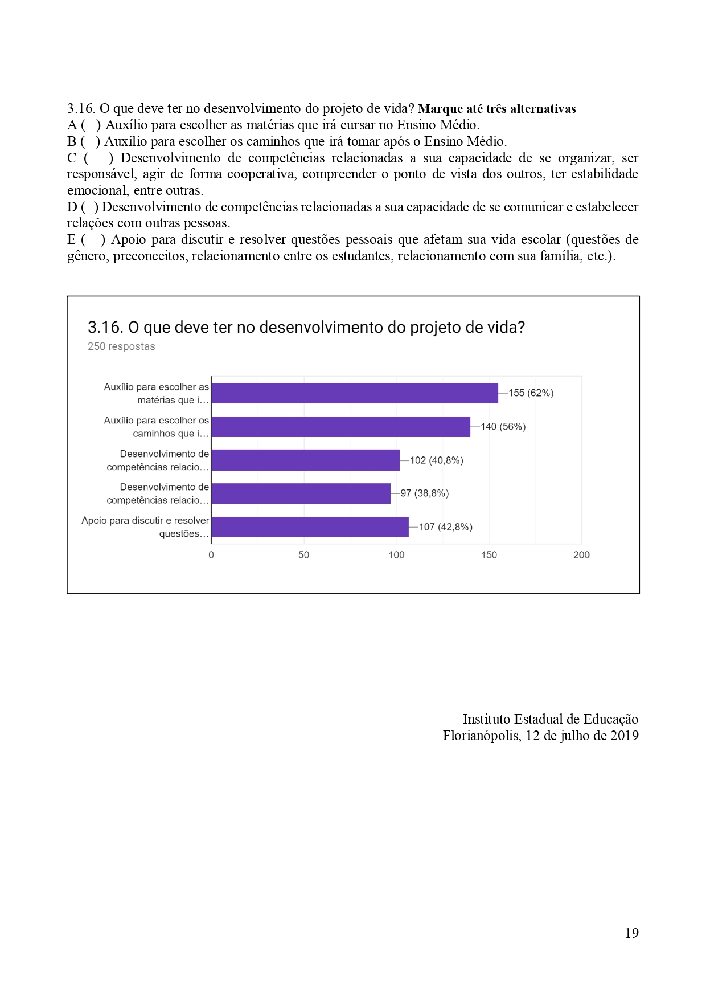 3.16. O que deve ter no desenvolvimento do projeto de vida? Marque até três alternativas
A (   ) Auxílio para escolher as matérias que irá cursar no Ensino Médio.
B (   ) Auxílio para escolher os caminhos que irá tomar após o Ensino Médio.
C (   ) Desenvolvimento de competências relacionadas a sua capacidade de se organizar, ser
responsável, agir de forma cooperativa, compreender o ponto de vista dos outros, ter estabilidade
emocional, entre outras.
D (  ) Desenvolvimento de competências relacionadas a sua capacidade de se comunicar e estabelecer
relações com outras pessoas.
E (   ) Apoio para discutir e resolver questões pessoais que afetam sua vida escolar (questões de
gênero, preconceitos, relacionamento entre os estudantes, relacionamento com sua família, etc.).
3.16. O que deve ter no desenvolvimento do projeto de vida?
250 respostas
Auxílio para escolher as
matérias que i…
155 (62%)
Auxílio para escolher os
caminhos que i…
140 (56%)
Desenvolvimento de
competências relacio…
102 (40,8%)
Desenvolvimento de
competências relacio…
97 (38,8%)
Apoio para discutir e resolver
questões…
107 (42,8%)
0 50 100 150 200
Instituto Estadual de Educação
Florianópolis, 12 de julho de 2019
19